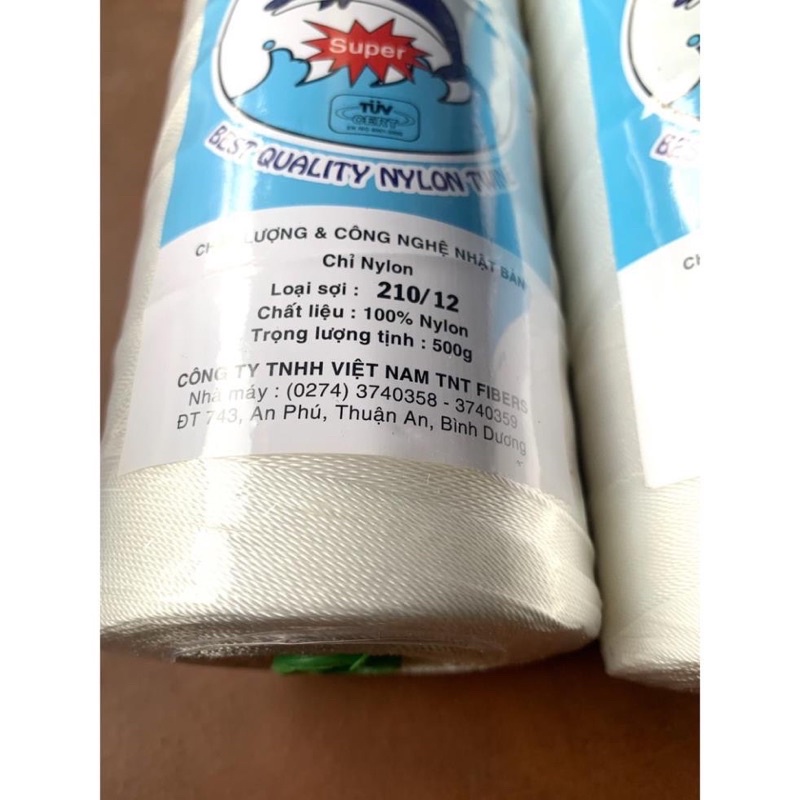 Super
TÜV
CERT
BEST QUALITY NYLON TWINE
LƯỢNG & CÔNG NGHỆ NHẬT BẢN
Chỉ Nylon
Loại sợi : 210/12
Chất liệu : 100% Nylon
Trọng lượng tịnh : 500g
CÔNG TY TNHH VIỆT NAM TNT FIBERS
Nhà máy : (0274) 3740358 - 3740359
ĐT 743, An Phú, Thuận An, Bình Dương